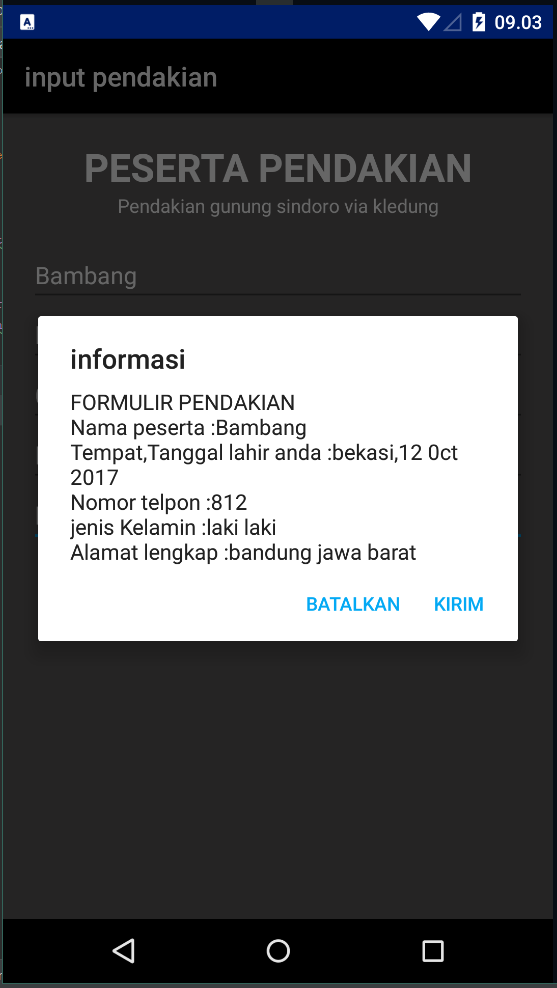 09.03
input pendakian
PESERTA PENDAKIAN
Pendakian gunung sindoro via kledung
Bambang
informasi
FORMULIR PENDAKIAN
Nama peserta :Bambang
Tempat,Tanggal lahir anda :bekasi,12 0ct
2017
Nomor telpon :812
jenis Kelamin :laki laki
Alamat lengkap :bandung jawa barat
BATALKAN KIRIM